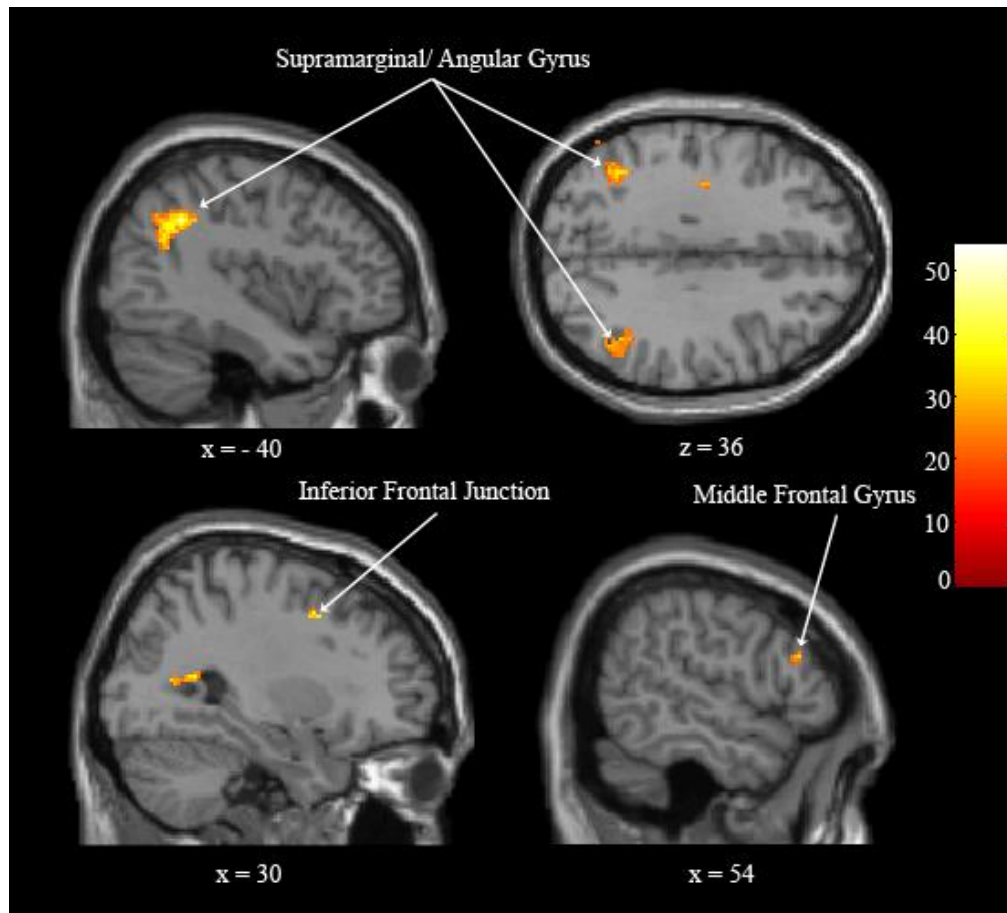 Supramarginal/ Angular Gyrus
x = - 40
z = 36
50
40
30
20
10
0
Inferior Frontal Junction
Middle Frontal Gyrus
x = 30
x = 54